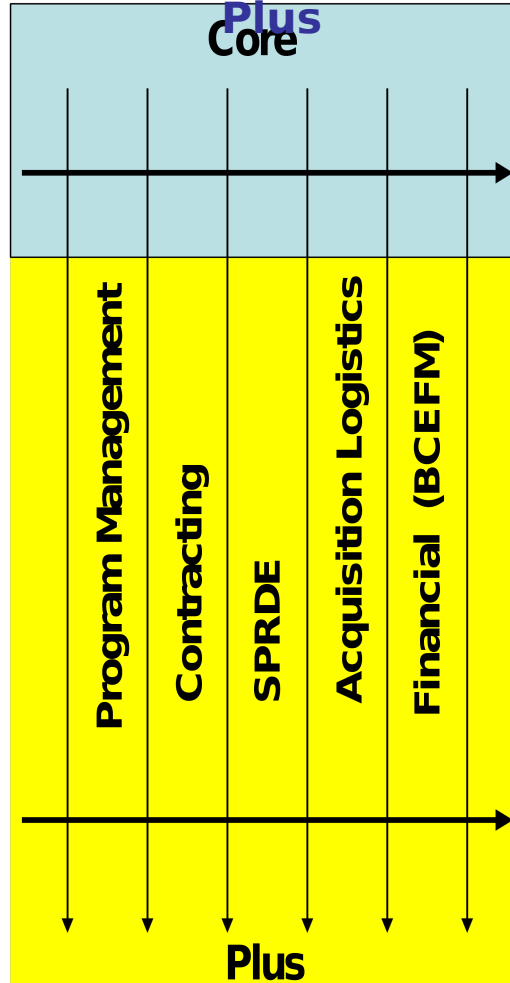 Plus
Core
Program Management
Contracting
SPRDE
Acquisition Logistics
Financial (BCEFM)
Plus